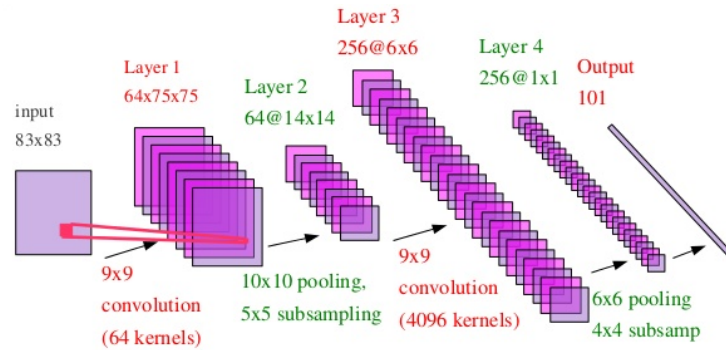 input
83x83
Layer 1
64x75x75
Layer 2
64@14x14
Layer 3
256@6x6
Layer 4
256@1x1
Output
101
9x9
convolution
(64 kernels)
10x10 pooling,
5x5 subsampling
9x9
convolution
(4096 kernels)
6x6 pooling
4x4 subsamp